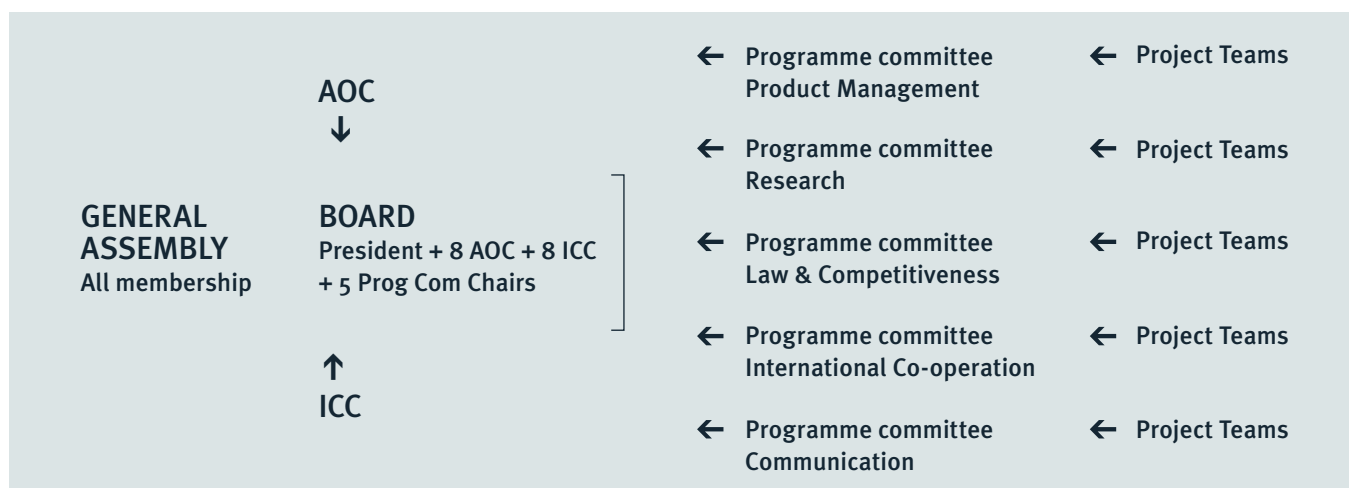 AOC
GENERAL
ASSEMBLY
All membership
BOARD
President + 8 AOC + 8 ICC
+ 5 Prog Com Chairs
ICC
Programme committee
Product Management
Project Teams
Programme committee
Research
Project Teams
Programme committee
Law & Competitiveness
Project Teams
Programme committee
International Co-operation
Project Teams
Programme committee
Communication
Project Teams